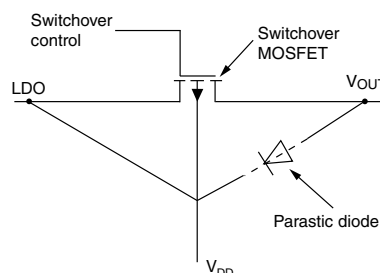 Switchover
control
Switchover
MOSFET
LDO
VOUT
Parastic diode
VDD